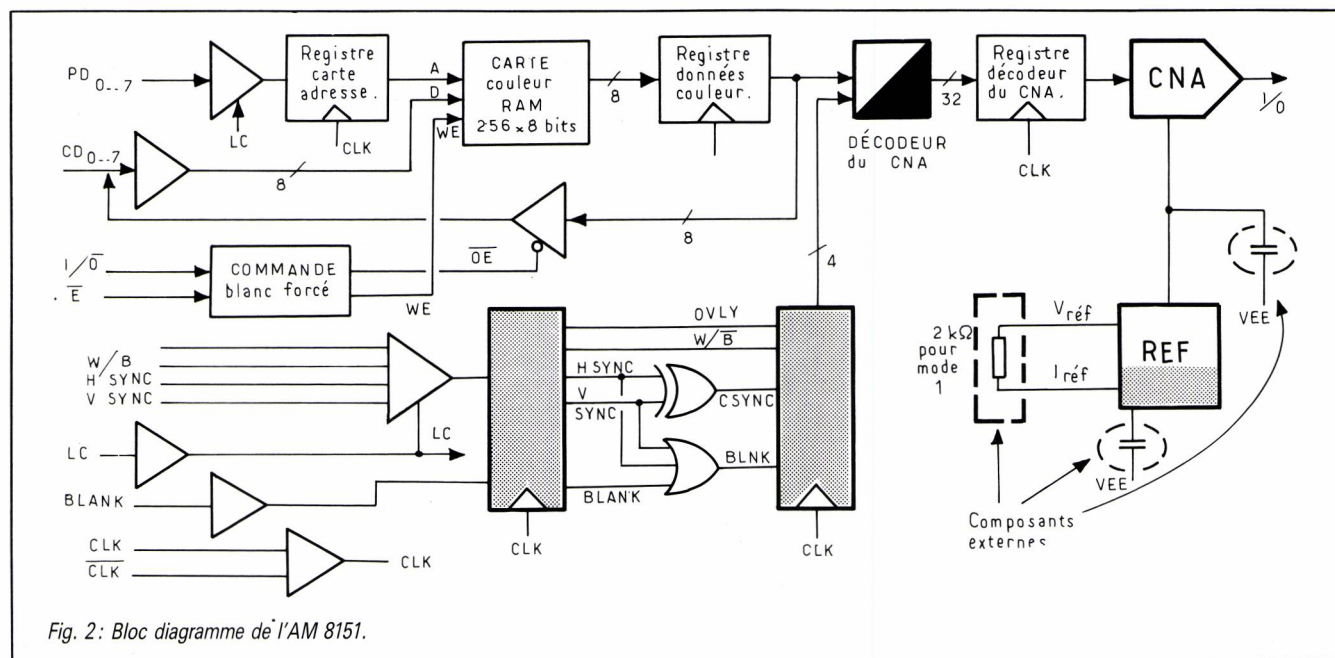 PD0..7
LC
Registre
carte
adresse.
CLK
A
D
WE
CARTE
couleur
RAM
256 x 8 bits
8
Registre
données
couleur.
DÉCODEUR
du CNA
32
Registre
décodeur
du CNA.
CLK
CNA
I/O
CD0..7
8
8
OE
4
I/O
. E
COMMANDE
blanc forcé
WE
W/B
H SYNC
V SYNC
LC
LC
BLANK
CLK
CLK
CLK
CLK
OVLY
W/B
H SYNC
V
SYNC
CSYNC
BLNK
BLANK
CLK
2 kΩ
pour
mode
1
Vréf
Iréf
REF
VEE
VEE
Composants
externes
Fig. 2: Bloc diagramme de l'AM 8151.